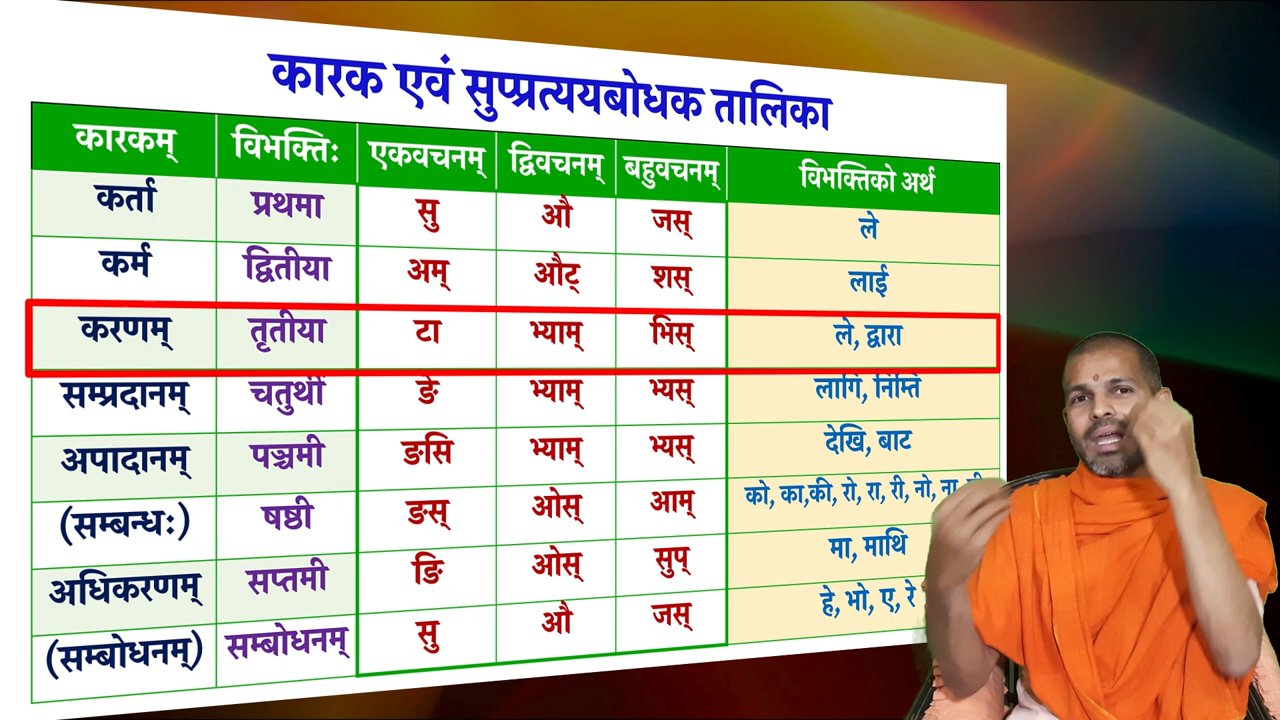 कारक एवं सुप्प्रत्ययबोधक तालिका
कारकम् विभक्तिः एकवचनम् द्विवचनम् बहुवचनम् विभक्तिको अर्थ
कर्ता प्रथमा सु औ जस् ले
कर्म द्वितीया अम् औट् शस् लाई
करणम् तृतीया टा भ्याम् भिस् ले, द्वारा
सम्प्रदानम् चतुर्थी ङे भ्याम् भ्यस् लागि, निम्ति
अपादानम् पञ्चमी ङसि भ्याम् भ्यस् देखि, बाट
(सम्बन्धः) षष्ठी ङस् ओस् आम् को, का,की, रो, रा, री, नो, ना,
अधिकरणम् सप्तमी ङि ओस् सुप् मा, माथि
(सम्बोधनम्) सम्बोधनम् सु औ जस् हे, भो, ए, रे